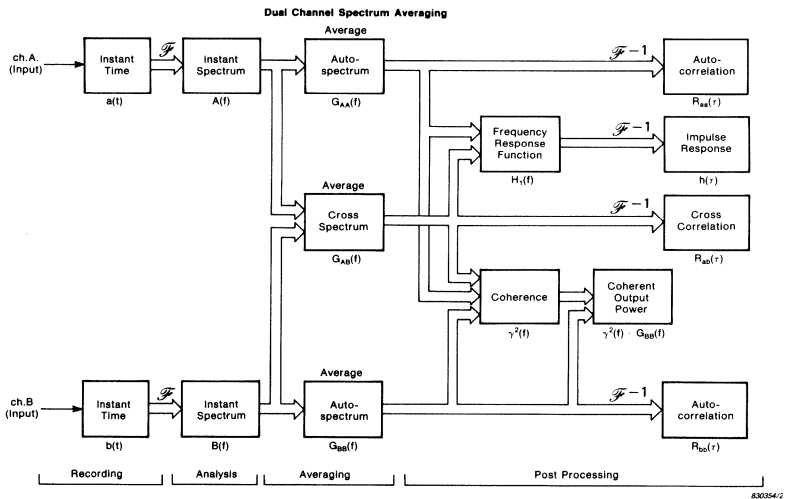 Dual Channel Spectrum Averaging
ch.A.
(Input)
Instant
Time
a(t)
ℱ
Instant
Spectrum
A(f)
Average
Auto-
spectrum
G_AA(f)
ℱ−1
Auto-
correlation
R_aa(τ)
Frequency
Response
Function
H₁(f)
ℱ−1
Impulse
Response
h(τ)
Average
Cross
Spectrum
G_AB(f)
ℱ−1
Cross
Correlation
R_ab(τ)
Coherence
γ²(f)
Coherent
Output
Power
γ²(f) · G_BB(f)
ch.B
(Input)
Instant
Time
b(t)
ℱ
Instant
Spectrum
B(f)
Average
Auto-
spectrum
G_BB(f)
ℱ−1
Auto-
correlation
R_bb(τ)
Recording
Analysis
Averaging
Post Processing
830354/2